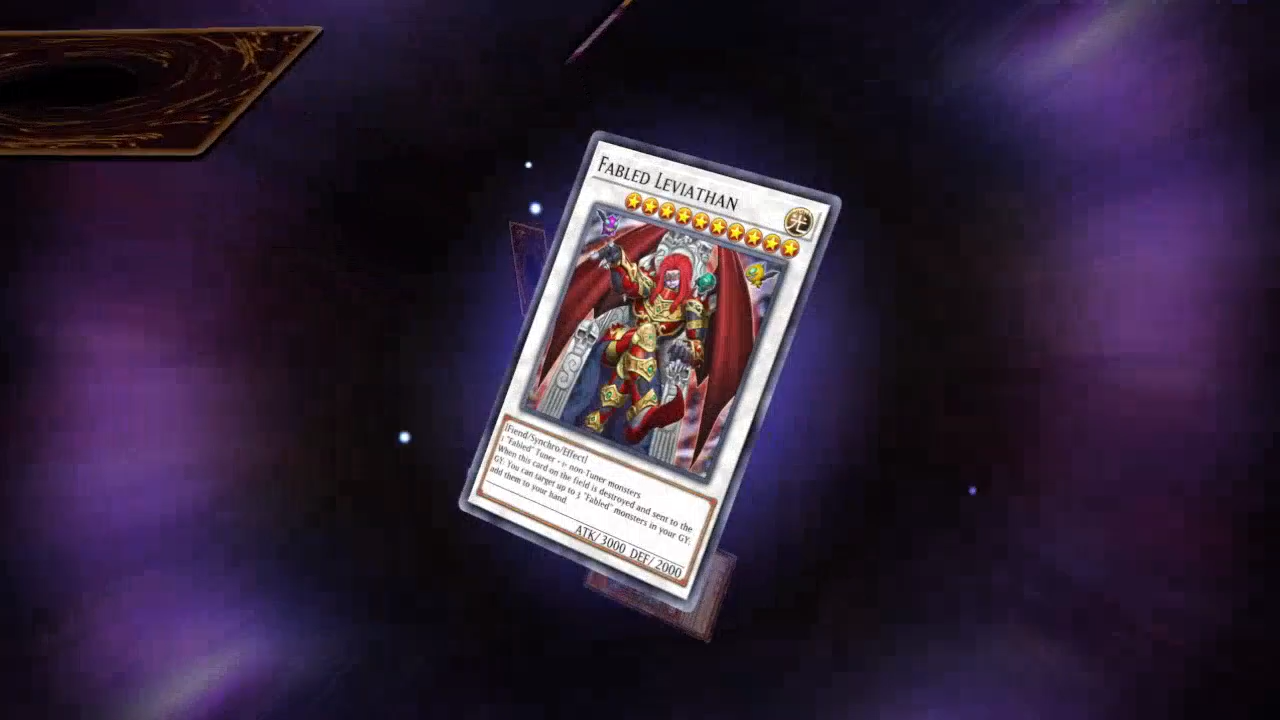 FABLED LEVIATHAN
光
[Fiend/Synchro/Effect]
1 "Fabled" Tuner + 1+ non-Tuner monsters
When this card on the field is destroyed and sent to the
GY: You can target up to 3 "Fabled" monsters in your GY;
add them to your hand.
ATK/3000 DEF/2000